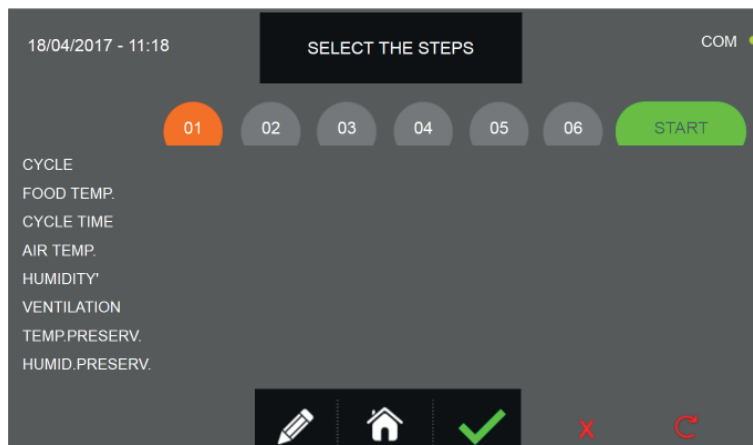 18/04/2017 - 11:18
SELECT THE STEPS
COM
01 02 03 04 05 06 START
CYCLE
FOOD TEMP.
CYCLE TIME
AIR TEMP.
HUMIDITY'
VENTILATION
TEMP.PRESERV.
HUMID.PRESERV.